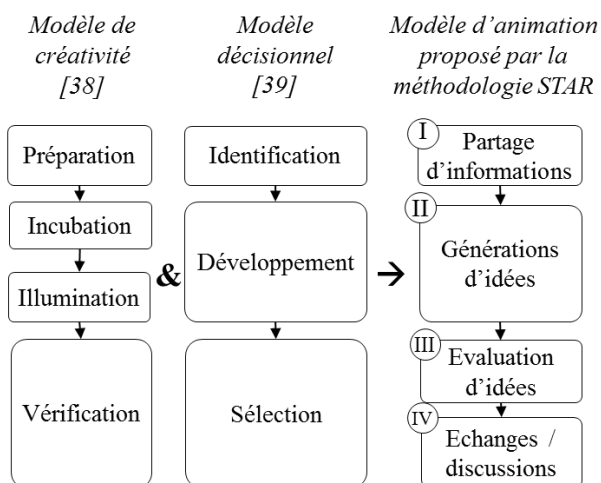 Modèle de
créativité
[38]
Modèle
décisionnel
[39]
Modèle d'animation
proposé par la
méthodologie STAR
Préparation
Incubation
Illumination
Vérification
&
Identification
Développement
Sélection
→
I
Partage
d'informations
II
Générations
d'idées
III
Evaluation
d'idées
IV
Echanges /
discussions